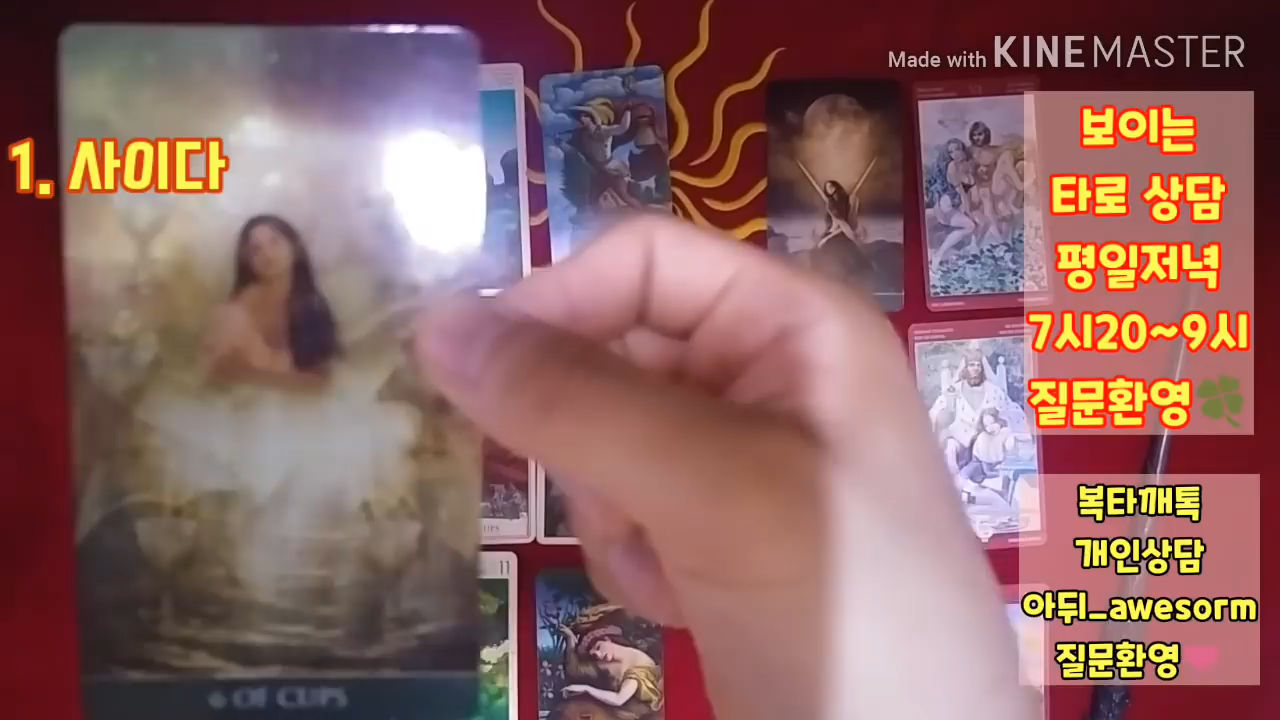 Made with KINEMASTER
1. 사이다
보이는
타로 상담
평일저녁
7시20~9시
질문환영🍀
복타깨톡
개인상담
아뒤_awesorm
질문환영
11
OF CUPS